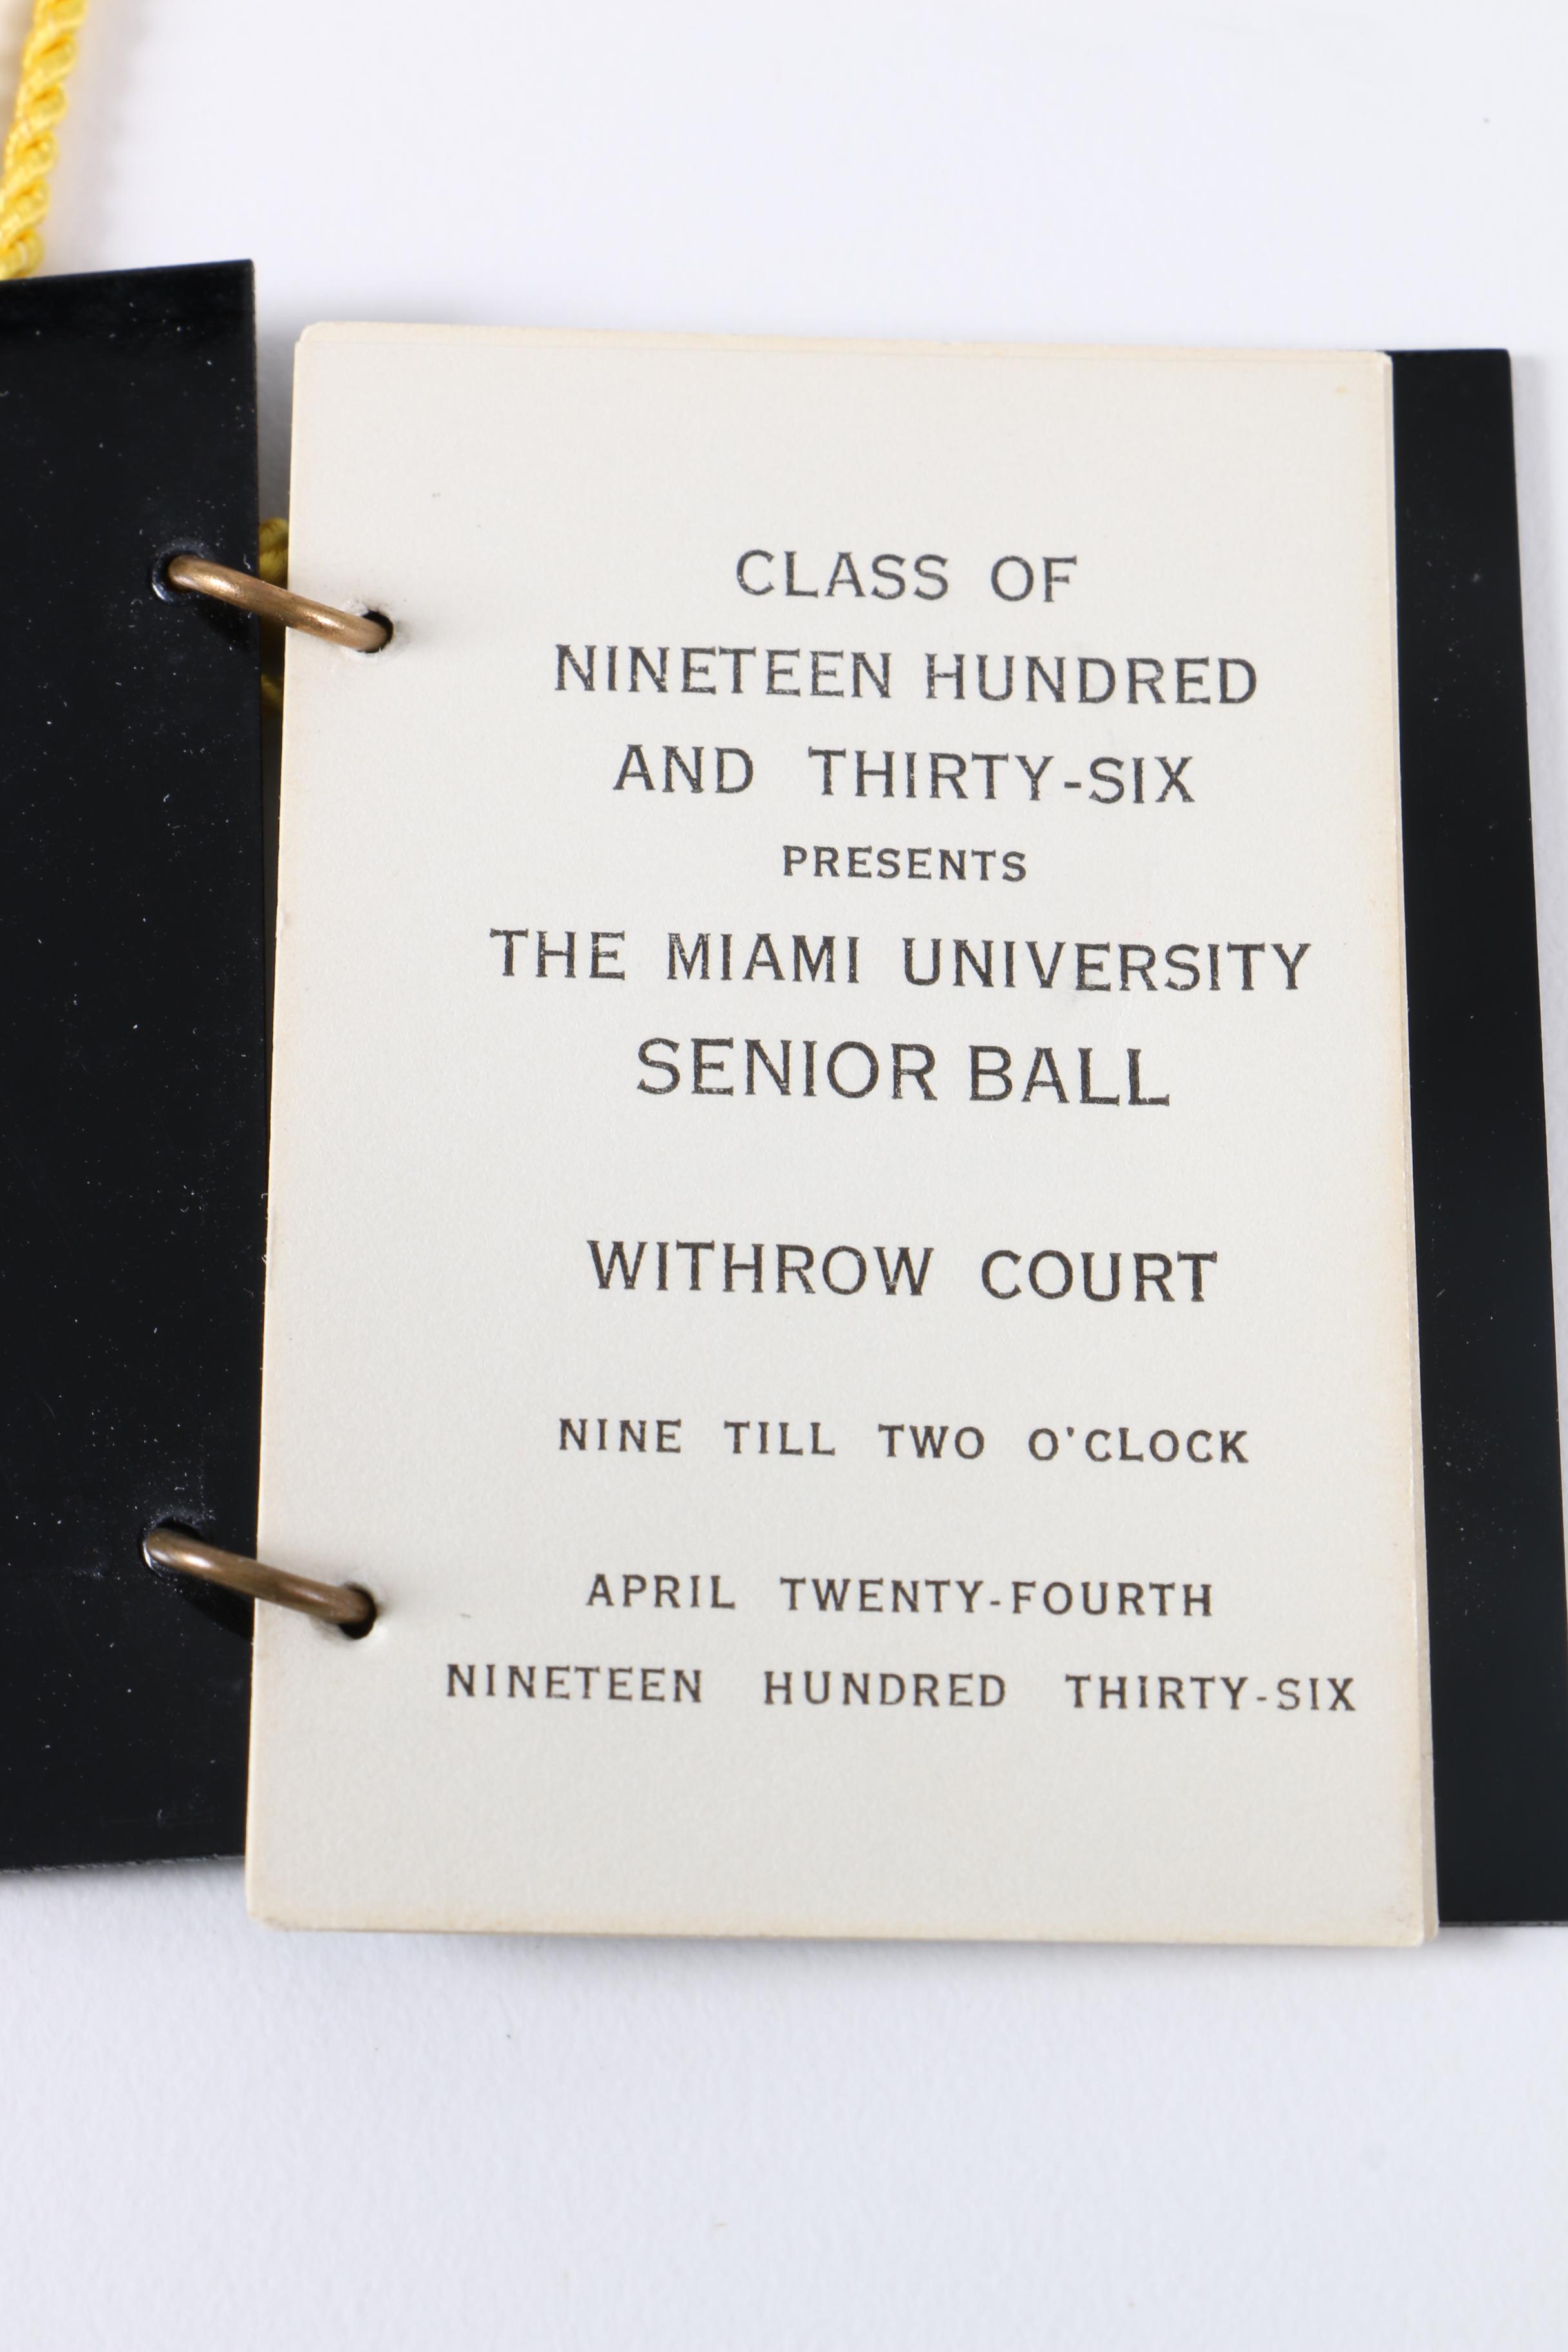 CLASS OF
NINETEEN HUNDRED
AND THIRTY-SIX
PRESENTS
THE MIAMI UNIVERSITY
SENIOR BALL
WITHROW COURT
NINE TILL TWO O'CLOCK
APRIL TWENTY-FOURTH
NINETEEN HUNDRED THIRTY-SIX